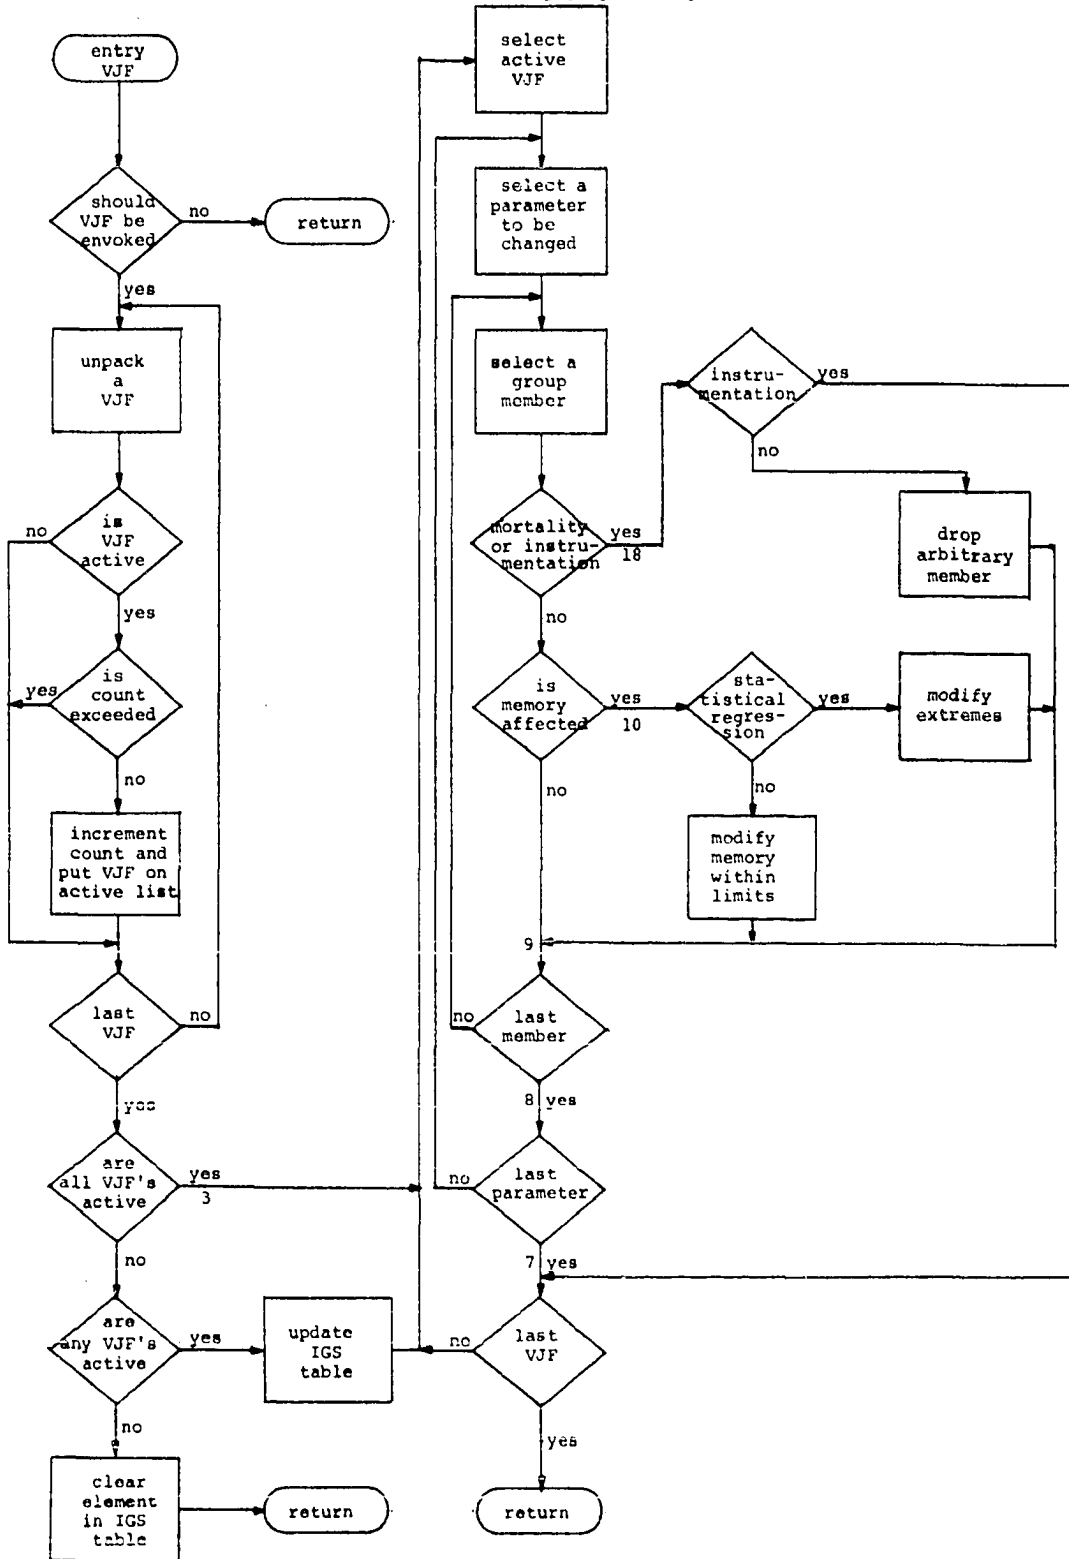 entry
VJF
should
VJF be
envoked
no
return
yes
unpack
a
VJF
is
VJF
active
no
yes
is
count
exceeded
yes
no
increment
count and
put VJF on
active list
last
VJF
no
yes
are
all VJF's
active
yes
3
no
are
any VJF's
active
yes
update
IGS
table
no
clear
element
in IGS
table
return
select
active
VJF
select a
parameter
to be
changed
select a
group
member
mortality
or instru-
mentation
yes
18
no
instru-
mentation
yes
no
drop
arbitrary
member
is
memory
affected
yes
10
no
sta-
tistical
regres-
sion
yes
modify
extremes
no
modify
memory
within
limits
9
last
member
no
8 yes
last
parameter
no
7 yes
last
VJF
no
yes
return